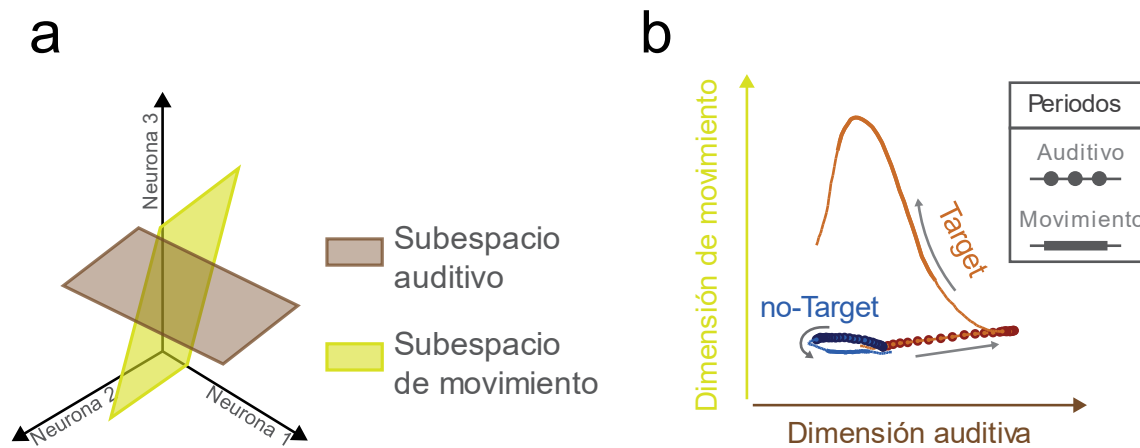 a
Neurona 3
Neurona 2
Neurona 1
Subespacio
auditivo
Subespacio
de movimiento
b
Dimensión de movimiento
Dimensión auditiva
no-Target
Target
Periodos
Auditivo
Movimiento